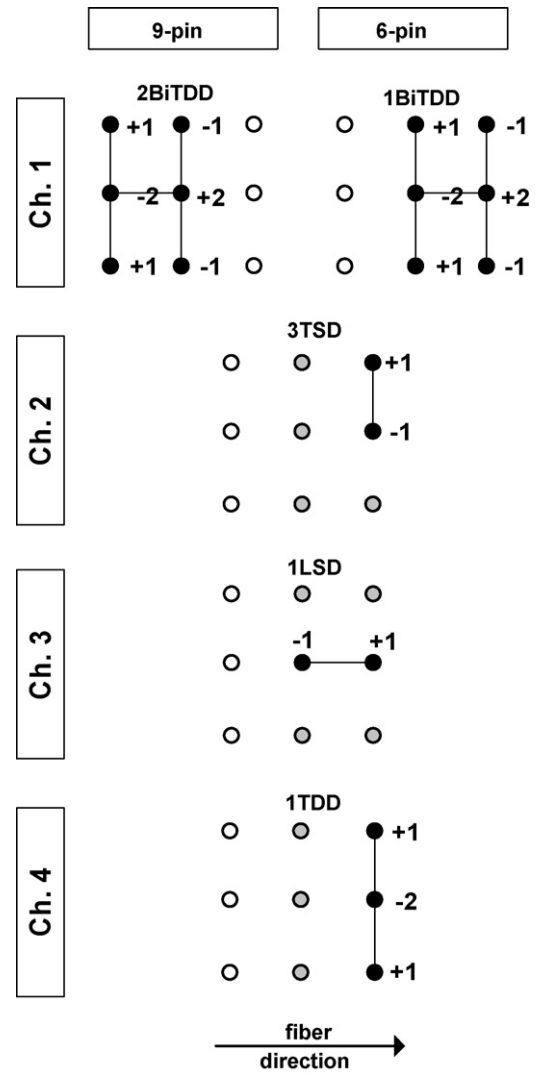 9-pin 6-pin
2BiTDD 1BiTDD
Ch. 1
+1 -1 +1 -1
-2 +2 -2 +2
+1 -1 +1 -1
3TSD
Ch. 2
+1
-1
1LSD
Ch. 3
-1 +1
1TDD
Ch. 4
+1
-2
+1
fiber
direction